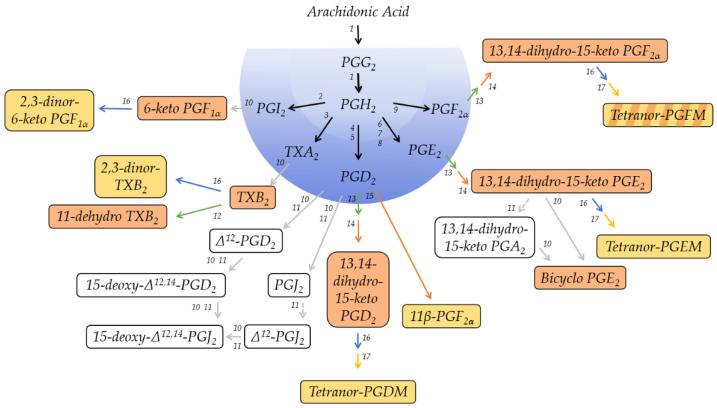 Arachidonic Acid
1
PGG2
1
PGH2
2
3
4
5
6
7
8
9
PGI2
TXA2
PGD2
PGE2
PGF2α
13
14
13,14-dihydro-15-keto PGF2α
16
17
Tetranor-PGFM
10
6-keto PGF1α
16
2,3-dinor-
6-keto PGF1α
10
TXB2
16
2,3-dinor-
TXB2
12
11-dehydro TXB2
13
14
13,14-dihydro-15-keto PGE2
16
17
Tetranor-PGEM
11
13,14-dihydro-
15-keto PGA2
10
10
Bicyclo PGE2
10
11
Δ12-PGD2
10 11
15-deoxy-Δ12,14-PGD2
10 11
15-deoxy-Δ12,14-PGJ2
10
11
PGJ2
11
Δ12-PGJ2
10
11
13
14
13,14-
dihydro-
15-keto
PGD2
16
17
Tetranor-PGDM
15
11β-PGF2α